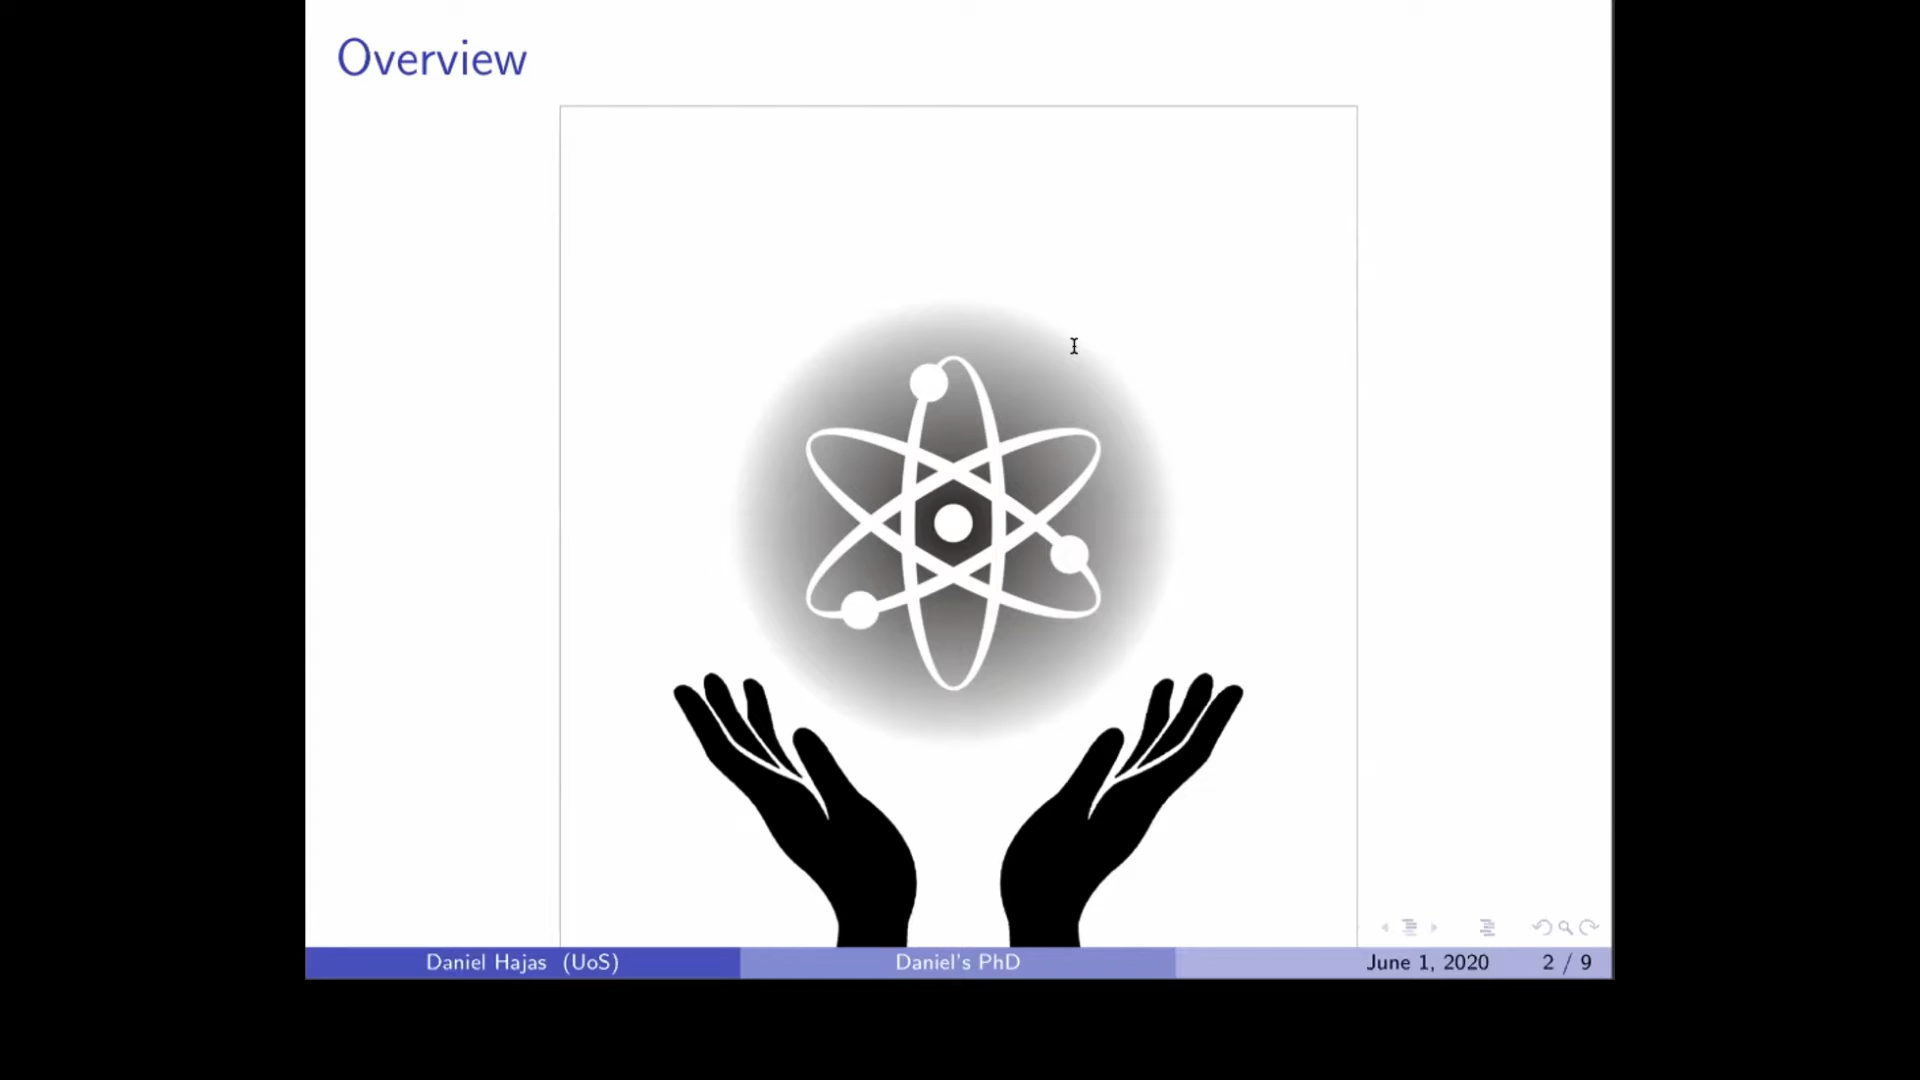 Overview
Daniel Hajas (UoS)
Daniel's PhD
June 1, 2020
2 / 9